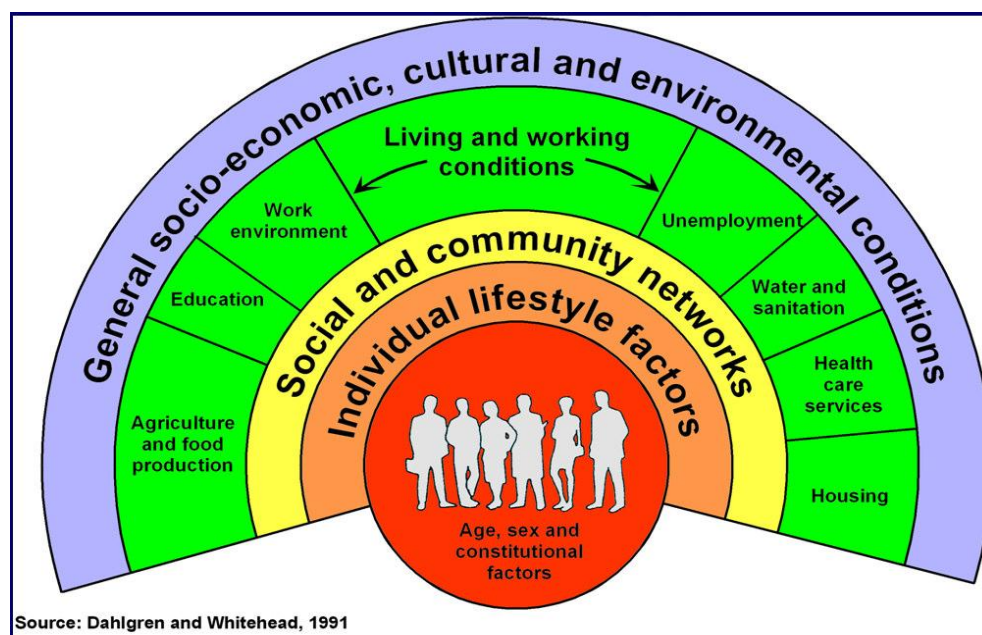 General socio-economic, cultural and environmental conditions
Living and working
conditions
Work
environment
Unemployment
Education
Water and
sanitation
Agriculture
and food
production
Health
care
services
Housing
Social and community networks
Individual lifestyle factors
Age, sex and
constitutional
factors
Source: Dahlgren and Whitehead, 1991